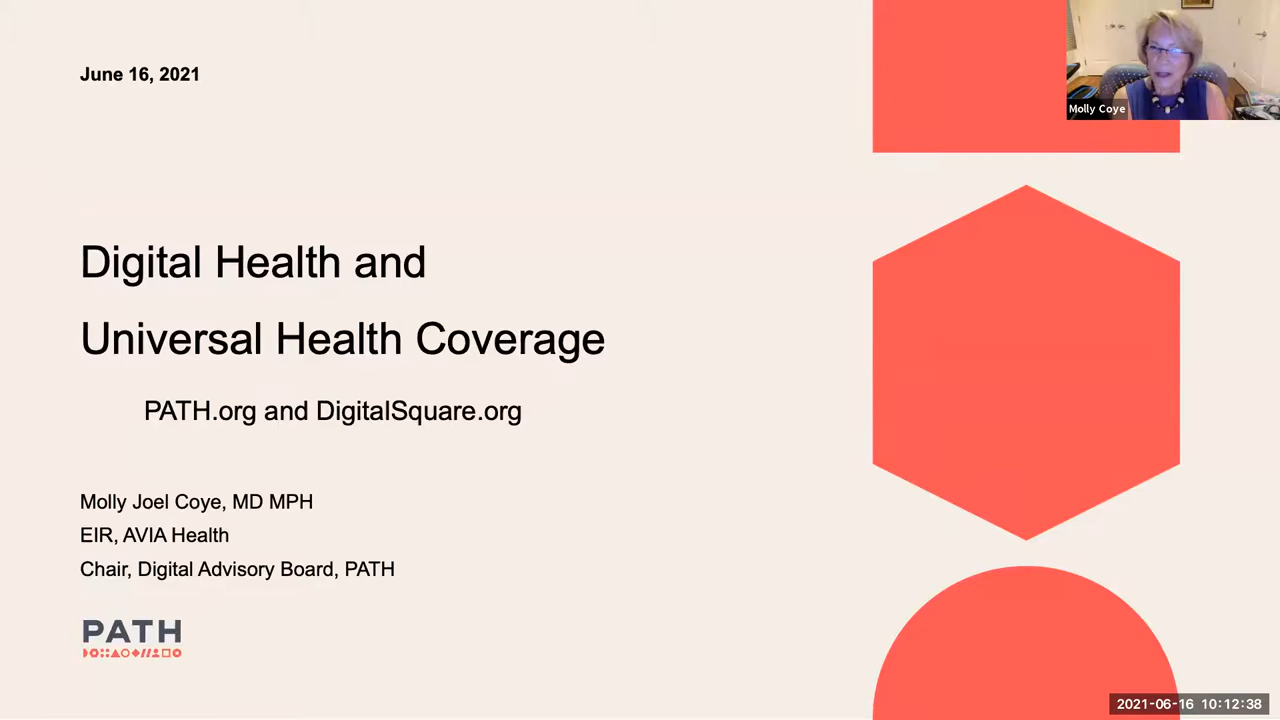 June 16, 2021
Molly Coye
Digital Health and
Universal Health Coverage
PATH.org and DigitalSquare.org
Molly Joel Coye, MD MPH
EIR, AVIA Health
Chair, Digital Advisory Board, PATH
PATH
2021-06-16 10:12:38